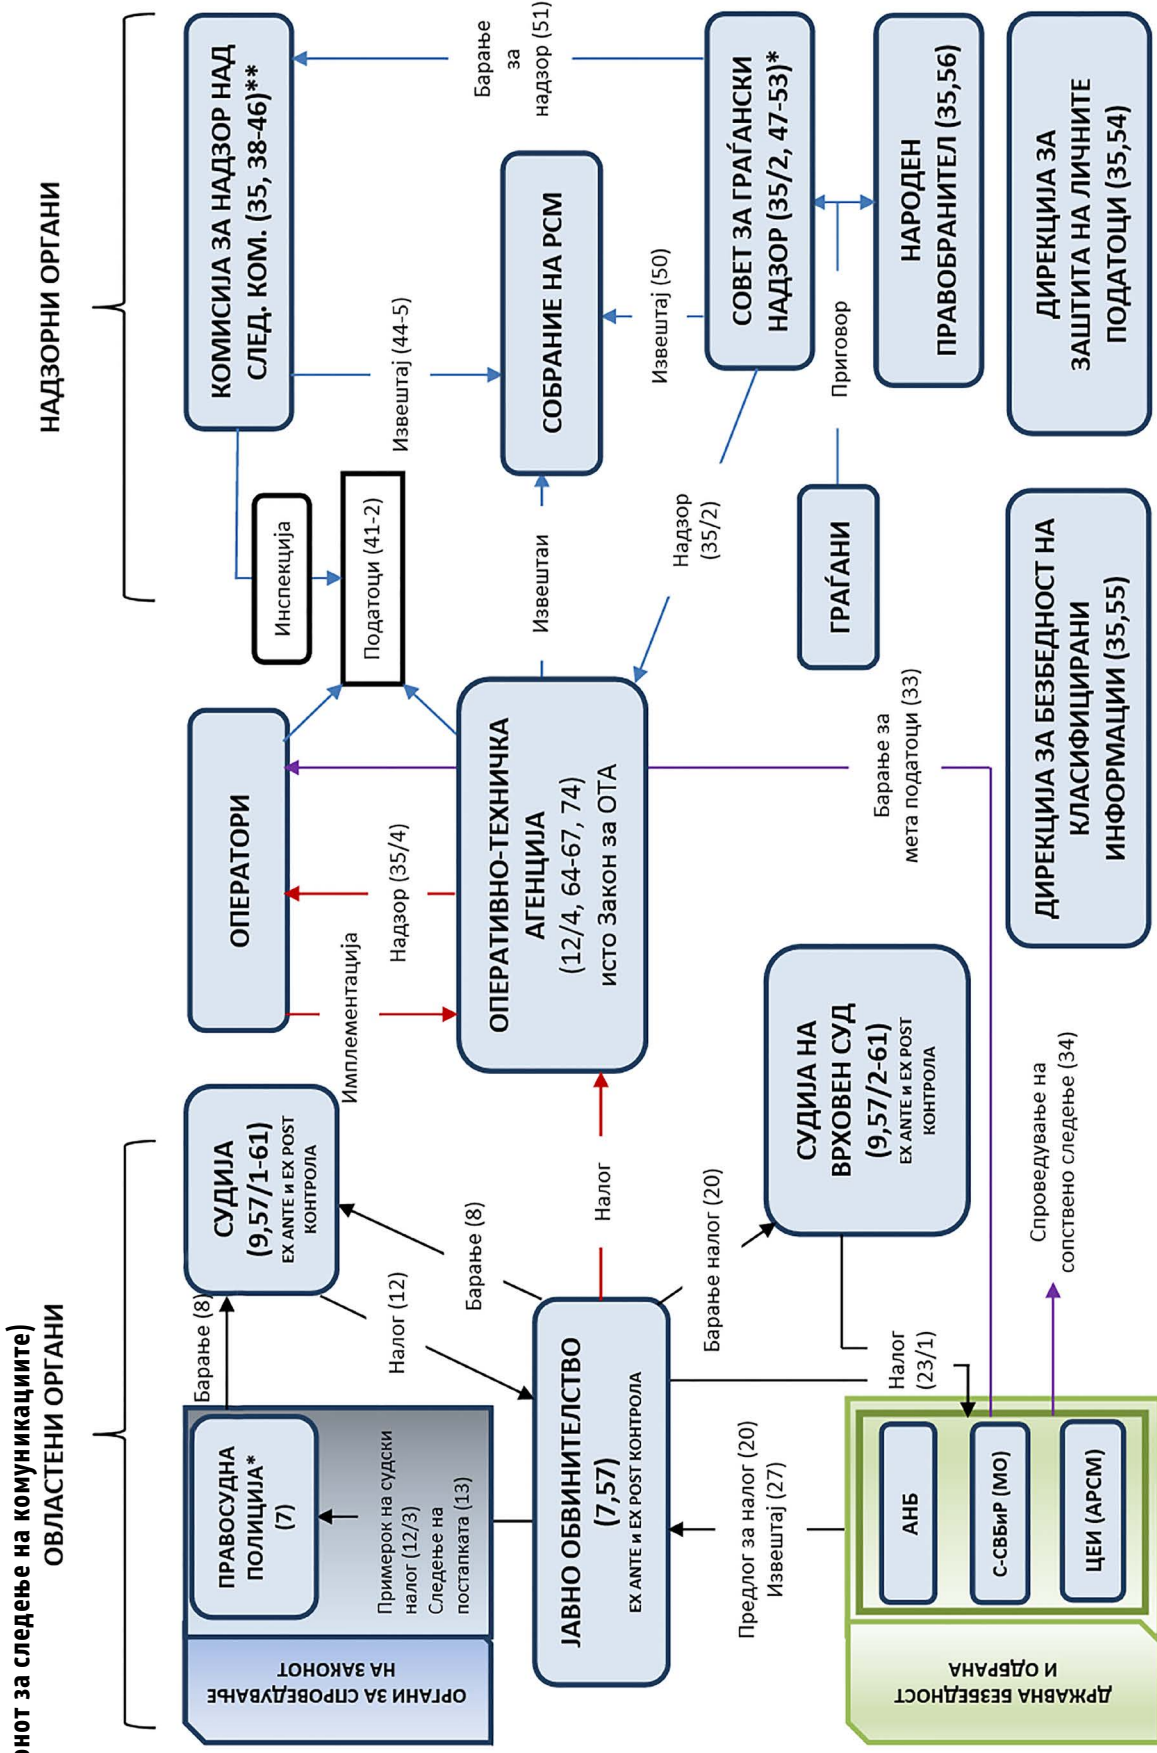 онот за следење на комуникациите)
ОВЛАСТЕНИ ОРГАНИ
НАДЗОРНИ ОРГАНИ
ОРГАНИ ЗА СПРОВЕДУВАЊЕ
НА ЗАКОНОТ
ПРАВОСУДНА
ПОЛИЦИЈА*
(7)
Примерок на судски
налог (12/3)
Следење на
постапката (13)
Барање (8)
СУДИЈА
(9,57/1-61)
EX ANTE и EX POST
КОНТРОЛА
Налог (12)
Барање (8)
ЈАВНО ОБВИНИТЕЛСТВО
(7,57)
EX ANTE и EX POST КОНТРОЛА
Налог
Барање налог (20)
СУДИЈА НА
ВРХОВЕН СУД
(9,57/2-61)
EX ANTE и EX POST
КОНТРОЛА
Предлог за налог (20)
Извештај (27)
Налог
(23/1)
ДРЖАВНА БЕЗБЕДНОСТ
И ОДБРАНА
АНБ
С-СВБиР (МО)
ЦЕИ (АРСМ)
Спроведување на
сопствено следење (34)
ОПЕРАТОРИ
Имплементација
Надзор (35/4)
ОПЕРАТИВНО-ТЕХНИЧКА
АГЕНЦИЈА
(12/4, 64-67, 74)
исто Закон за ОТА
Барање за
мета податоци (33)
Инспекција
Податоци (41-2)
Извештаи
Надзор
(35/2)
КОМИСИЈА ЗА НАДЗОР НАД
СЛЕД. КОМ. (35, 38-46)**
Извештај (44-5)
Барање
за
надзор (51)
СОБРАНИЕ НА РСМ
Извештај (50)
СОВЕТ ЗА ГРАЃАНСКИ
НАДЗОР (35/2, 47-53)*
ГРАЃАНИ
Приговор
НАРОДЕН
ПРАВОБРАНИТЕЛ (35,56)
ДИРЕКЦИЈА ЗА БЕЗБЕДНОСТ НА
КЛАСИФИЦИРАНИ
ИНФОРМАЦИИ (35,55)
ДИРЕКЦИЈА ЗА
ЗАШТИТА НА ЛИЧНИТЕ
ПОДАТОЦИ (35,54)